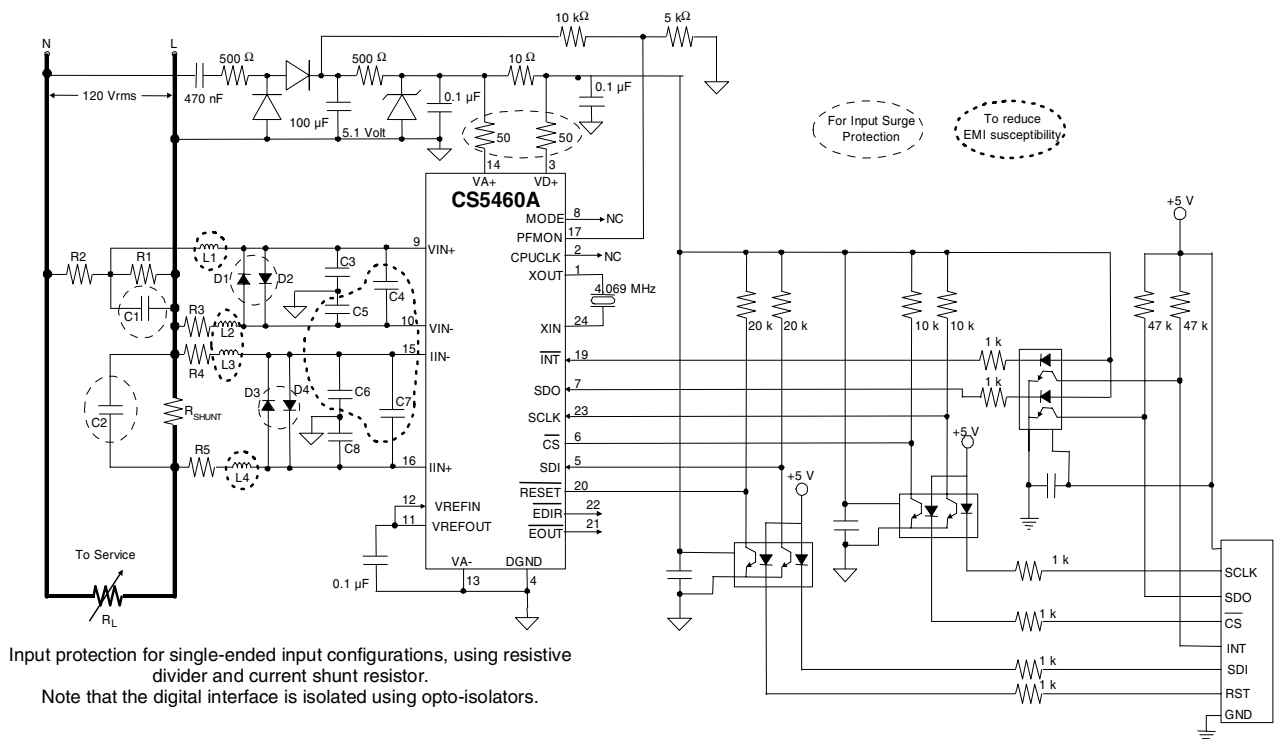 10 kΩ
5 kΩ
N
L
500 Ω
500 Ω
10 Ω
120 Vrms
470 nF
100 µF
5.1 Volt
0.1 µF
0.1 µF
50
50
For Input Surge
Protection
To reduce
EMI susceptibility
14
3
VA+
VD+
CS5460A
MODE
8
NC
PFMON
17
CPUCLK
2
NC
XOUT
1
4.069 MHz
XIN
24
9
VIN+
10
VIN-
15
IIN-
16
IIN+
R2
R1
L1
D1
D2
C3
C4
C5
C1
R3
L2
R4
L3
C2
RSHUNT
D3
D4
C6
C7
C8
R5
L4
INT
19
SDO
7
SCLK
23
CS
6
SDI
5
RESET
20
EDIR
22
EOUT
21
12
VREFIN
11
VREFOUT
0.1 µF
VA-
DGND
13
4
20 k
20 k
10 k
10 k
47 k
47 k
+5 V
1 k
1 k
+5 V
+5 V
To Service
RL
1 k
1 k
1 k
1 k
SCLK
SDO
CS
INT
SDI
RST
GND
Input protection for single-ended input configurations, using resistive
divider and current shunt resistor.
Note that the digital interface is isolated using opto-isolators.